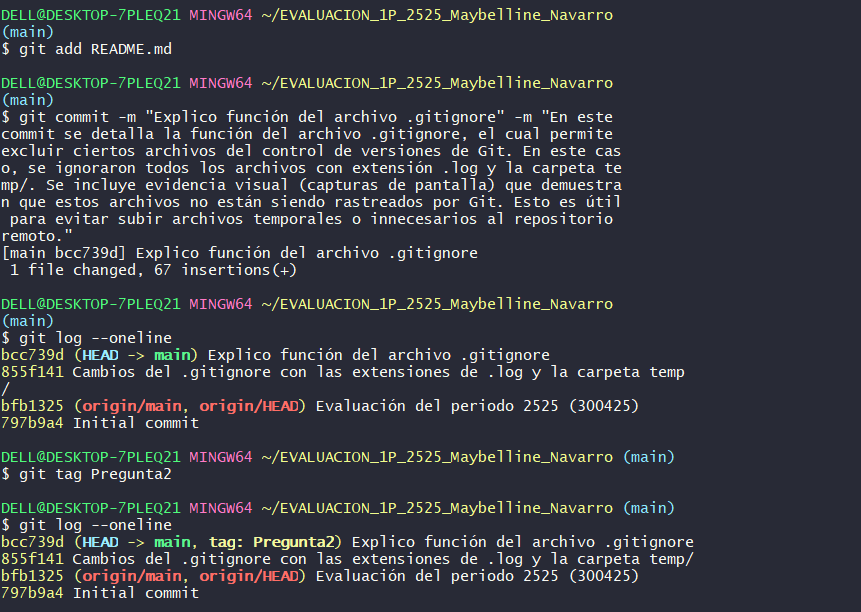 DELL@DESKTOP-7PLEQ21 MINGW64 ~/EVALUACION_1P_2525_Maybelline_Navarro
(main)
$ git add README.md
DELL@DESKTOP-7PLEQ21 MINGW64 ~/EVALUACION_1P_2525_Maybelline_Navarro
(main)
$ git commit -m "Explico función del archivo .gitignore" -m "En este
commit se detalla la función del archivo .gitignore, el cual permite
excluir ciertos archivos del control de versiones de Git. En este cas
o, se ignoraron todos los archivos con extensión .log y la carpeta te
mp/. Se incluye evidencia visual (capturas de pantalla) que demuestra
n que estos archivos no están siendo rastreados por Git. Esto es útil
 para evitar subir archivos temporales o innecesarios al repositorio
remoto."
[main bcc739d] Explico función del archivo .gitignore
 1 file changed, 67 insertions(+)
DELL@DESKTOP-7PLEQ21 MINGW64 ~/EVALUACION_1P_2525_Maybelline_Navarro
(main)
$ git log --oneline
bcc739d (HEAD -> main) Explico función del archivo .gitignore
855f141 Cambios del .gitignore con las extensiones de .log y la carpeta temp
/
bfb1325 (origin/main, origin/HEAD) Evaluación del periodo 2525 (300425)
797b9a4 Initial commit
DELL@DESKTOP-7PLEQ21 MINGW64 ~/EVALUACION_1P_2525_Maybelline_Navarro (main)
$ git tag Pregunta2
DELL@DESKTOP-7PLEQ21 MINGW64 ~/EVALUACION_1P_2525_Maybelline_Navarro (main)
$ git log --oneline
bcc739d (HEAD -> main, tag: Pregunta2) Explico función del archivo .gitignore
855f141 Cambios del .gitignore con las extensiones de .log y la carpeta temp/
bfb1325 (origin/main, origin/HEAD) Evaluación del periodo 2525 (300425)
797b9a4 Initial commit